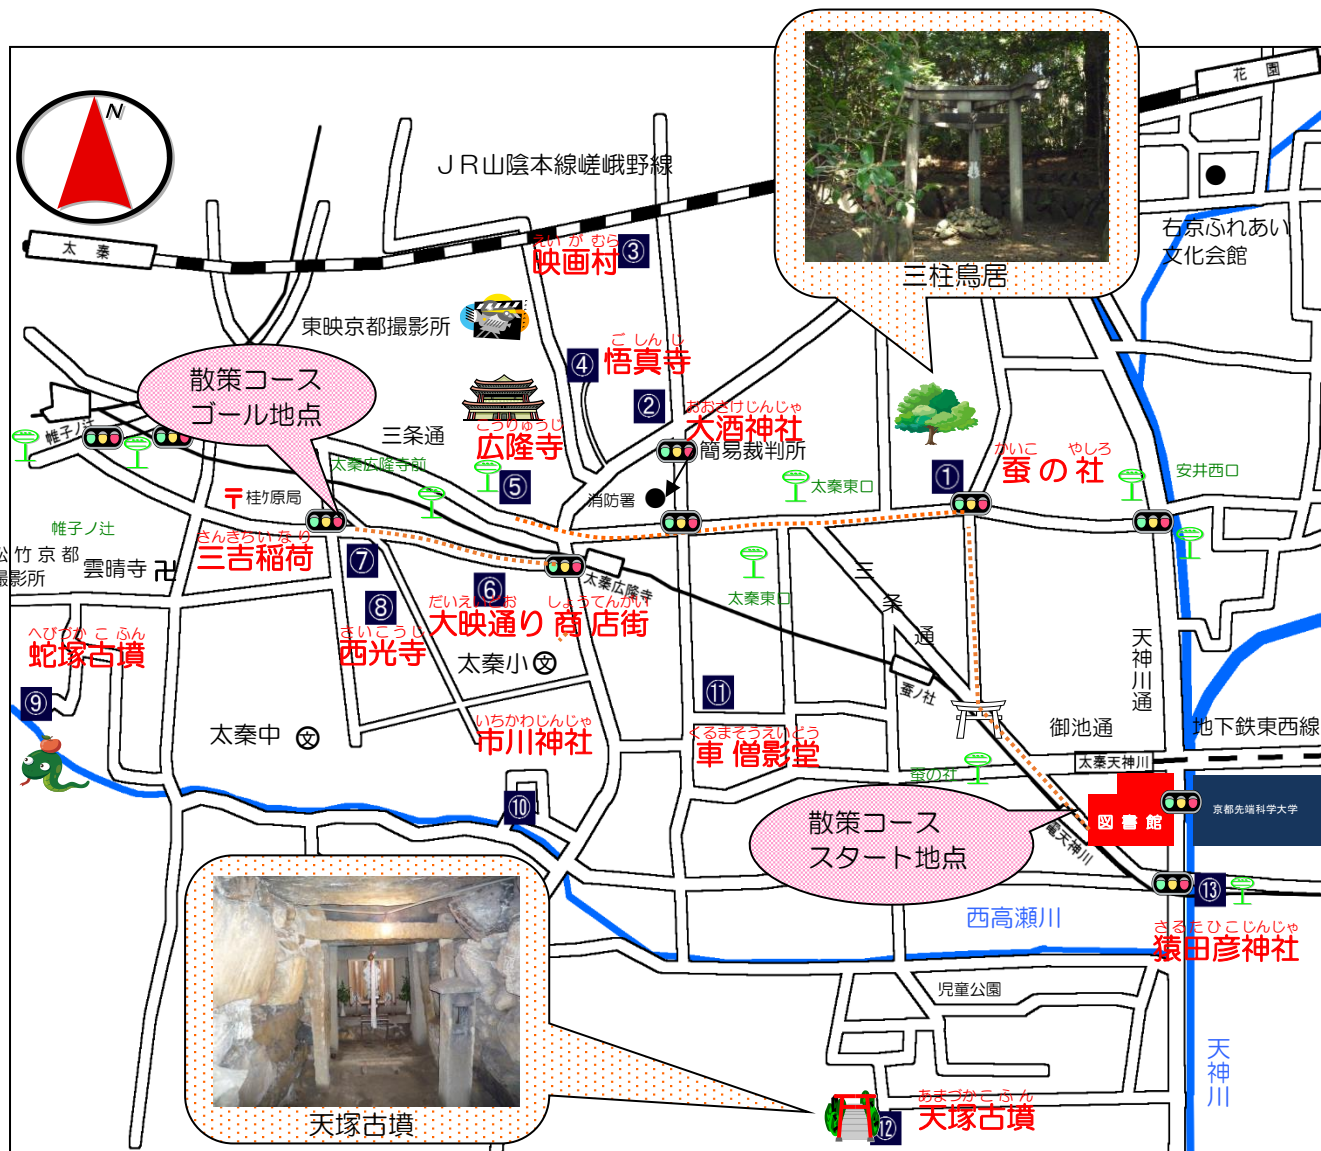 N
花園
JR山陰本線嵯峨野線
太秦
えいがむら
映画村
③
三柱鳥居
右京ふれあい
文化会館
東映京都撮影所
④
ごしんじ
悟真寺
②
散策コース
ゴール地点
おおさけじんじゃ
大酒神社
簡易裁判所
三条通
こうりゅうじ
広隆寺
⑤
太秦広隆寺前
帷子ノ辻
消防署
太秦東口
①
かいこ やしろ
蚕の社
安井西口
桂ケ原局
帷子ノ辻
さんきちいなり
三吉稲荷
松竹京都
撮影所
雲晴寺
⑦
⑧
⑥
太秦広隆寺
太秦東口
だいえいどおり しょうてんがい
大映通り商店街
三条通
へびづかこふん
蛇塚古墳
さいこうじ
西光寺
太秦小
文
⑨
太秦中
文
いちかわじんじゃ
市川神社
⑩
⑪
くるまそうえいどう
車僧影堂
蚕ノ社
天神川通
御池通
地下鉄東西線
太秦天神川
蚕の社
図書館
京都先端科学大学
散策コース
スタート地点
電天神川
⑬
西高瀬川
さるたひこじんじゃ
猿田彦神社
児童公園
天神川
天塚古墳
⑫
あまづかこふん
天塚古墳